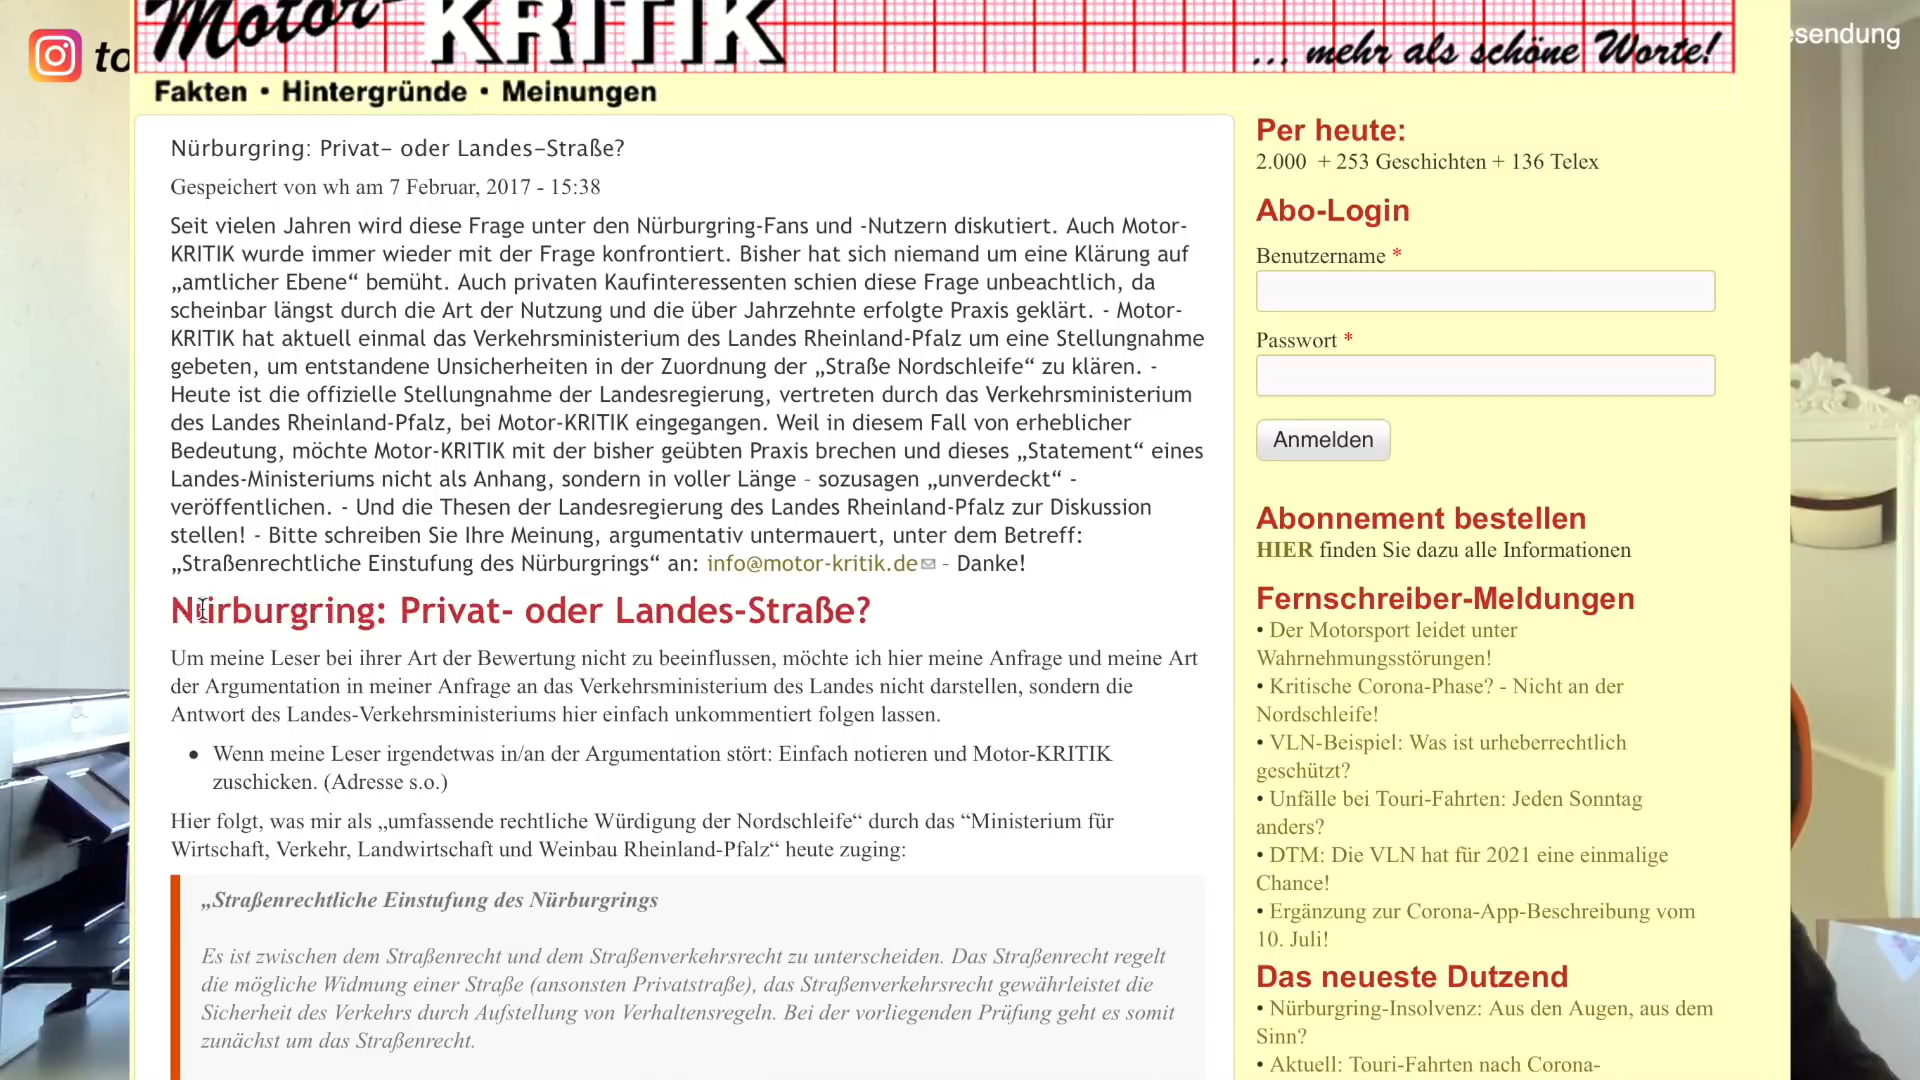 Motor-
KRITIK
... mehr als schöne Worte!
Fakten • Hintergründe • Meinungen
Nürburgring: Privat- oder Landes-Straße?
Gespeichert von wh am 7 Februar, 2017 - 15:38
Seit vielen Jahren wird diese Frage unter den Nürburgring-Fans und -Nutzern diskutiert. Auch Motor-
KRITIK wurde immer wieder mit der Frage konfrontiert. Bisher hat sich niemand um eine Klärung auf
„amtlicher Ebene“ bemüht. Auch privaten Kaufinteressenten schien diese Frage unbeachtlich, da
scheinbar längst durch die Art der Nutzung und die über Jahrzehnte erfolgte Praxis geklärt. - Motor-
KRITIK hat aktuell einmal das Verkehrsministerium des Landes Rheinland-Pfalz um eine Stellungnahme
gebeten, um entstandene Unsicherheiten in der Zuordnung der „Straße Nordschleife“ zu klären. -
Heute ist die offizielle Stellungnahme der Landesregierung, vertreten durch das Verkehrsministerium
des Landes Rheinland-Pfalz, bei Motor-KRITIK eingegangen. Weil in diesem Fall von erheblicher
Bedeutung, möchte Motor-KRITIK mit der bisher geübten Praxis brechen und dieses „Statement“ eines
Landes-Ministeriums nicht als Anhang, sondern in voller Länge - sozusagen „unverdeckt“ -
veröffentlichen. - Und die Thesen der Landesregierung des Landes Rheinland-Pfalz zur Diskussion
stellen! - Bitte schreiben Sie Ihre Meinung, argumentativ untermauert, unter dem Betreff:
„Straßenrechtliche Einstufung des Nürburgrings“ an: info@motor-kritik.de - Danke!
Nürburgring: Privat- oder Landes-Straße?
Um meine Leser bei ihrer Art der Bewertung nicht zu beeinflussen, möchte ich hier meine Anfrage und meine Art
der Argumentation in meiner Anfrage an das Verkehrsministerium des Landes nicht darstellen, sondern die
Antwort des Landes-Verkehrsministeriums hier einfach unkommentiert folgen lassen.
• Wenn meine Leser irgendetwas in/an der Argumentation stört: Einfach notieren und Motor-KRITIK
zuschicken. (Adresse s.o.)
Hier folgt, was mir als „umfassende rechtliche Würdigung der Nordschleife“ durch das “Ministerium für
Wirtschaft, Verkehr, Landwirtschaft und Weinbau Rheinland-Pfalz“ heute zuging:
„Straßenrechtliche Einstufung des Nürburgrings
Es ist zwischen dem Straßenrecht und dem Straßenverkehrsrecht zu unterscheiden. Das Straßenrecht regelt
die mögliche Widmung einer Straße (ansonsten Privatstraße), das Straßenverkehrsrecht gewährleistet die
Sicherheit des Verkehrs durch Aufstellung von Verhaltensregeln. Bei der vorliegenden Prüfung geht es somit
zunächst um das Straßenrecht.
Per heute:
2.000 + 253 Geschichten + 136 Telex
Abo-Login
Benutzername *
Passwort *
Anmelden
Abonnement bestellen
HIER finden Sie dazu alle Informationen
Fernschreiber-Meldungen
• Der Motorsport leidet unter
Wahrnehmungsstörungen!
• Kritische Corona-Phase? - Nicht an der
Nordschleife!
• VLN-Beispiel: Was ist urheberrechtlich
geschützt?
• Unfälle bei Touri-Fahrten: Jeden Sonntag
anders?
• DTM: Die VLN hat für 2021 eine einmalige
Chance!
• Ergänzung zur Corona-App-Beschreibung vom
10. Juli!
Das neueste Dutzend
• Nürburgring-Insolvenz: Aus den Augen, aus dem
Sinn?
• Aktuell: Touri-Fahrten nach Corona-